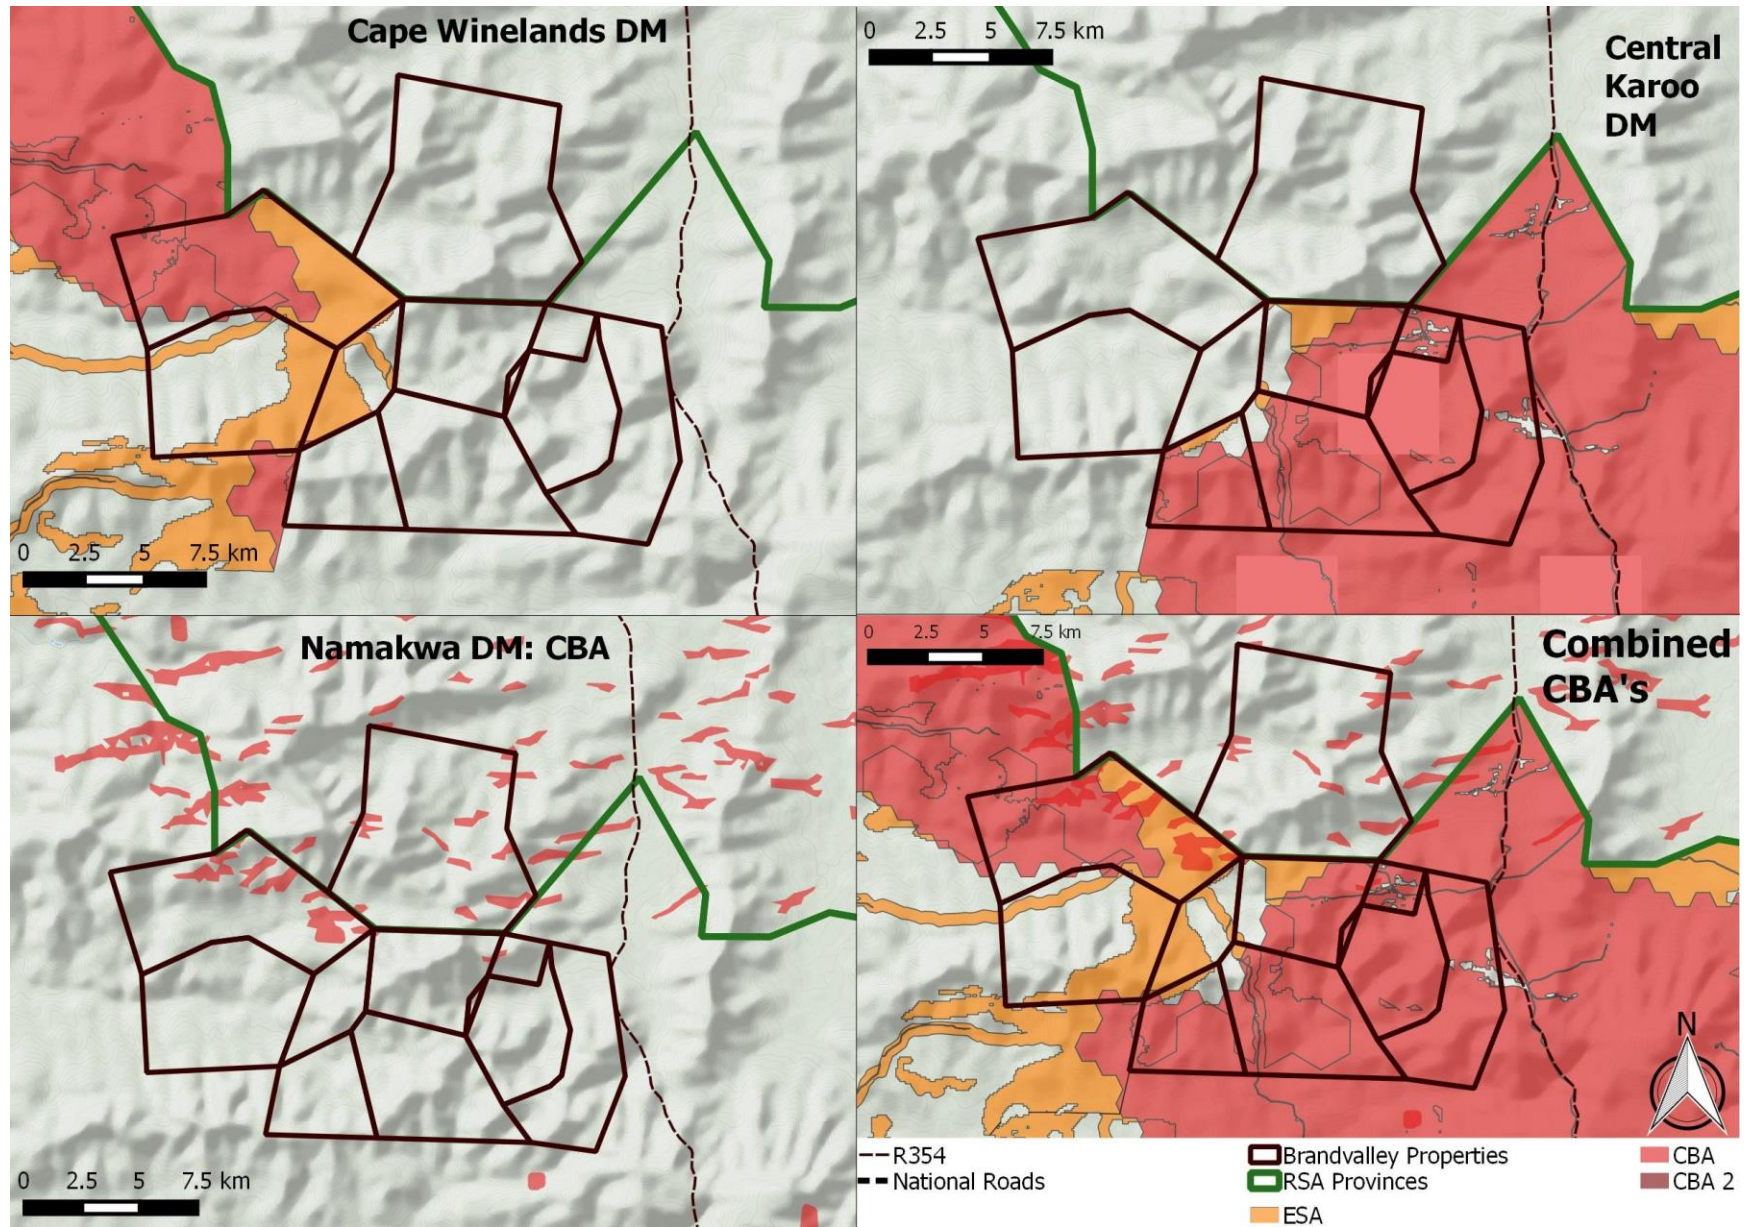 Cape Winelands DM
0 2.5 5 7.5 km
0 2.5 5 7.5 km
Central
Karoo
DM
Namakwa DM: CBA
0 2.5 5 7.5 km
0 2.5 5 7.5 km
Combined
CBA's
N
R354
National Roads
Brandvalley Properties
RSA Provinces
ESA
CBA
CBA 2